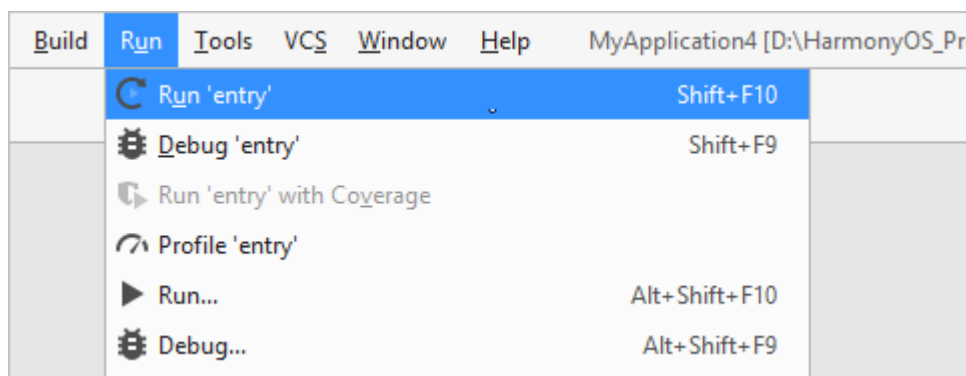 Build Run Tools VCS Window Help MyApplication4 [D:\HarmonyOS_Pr
Run 'entry' Shift+F10
Debug 'entry' Shift+F9
Run 'entry' with Coverage
Profile 'entry'
Run... Alt+Shift+F10
Debug... Alt+Shift+F9